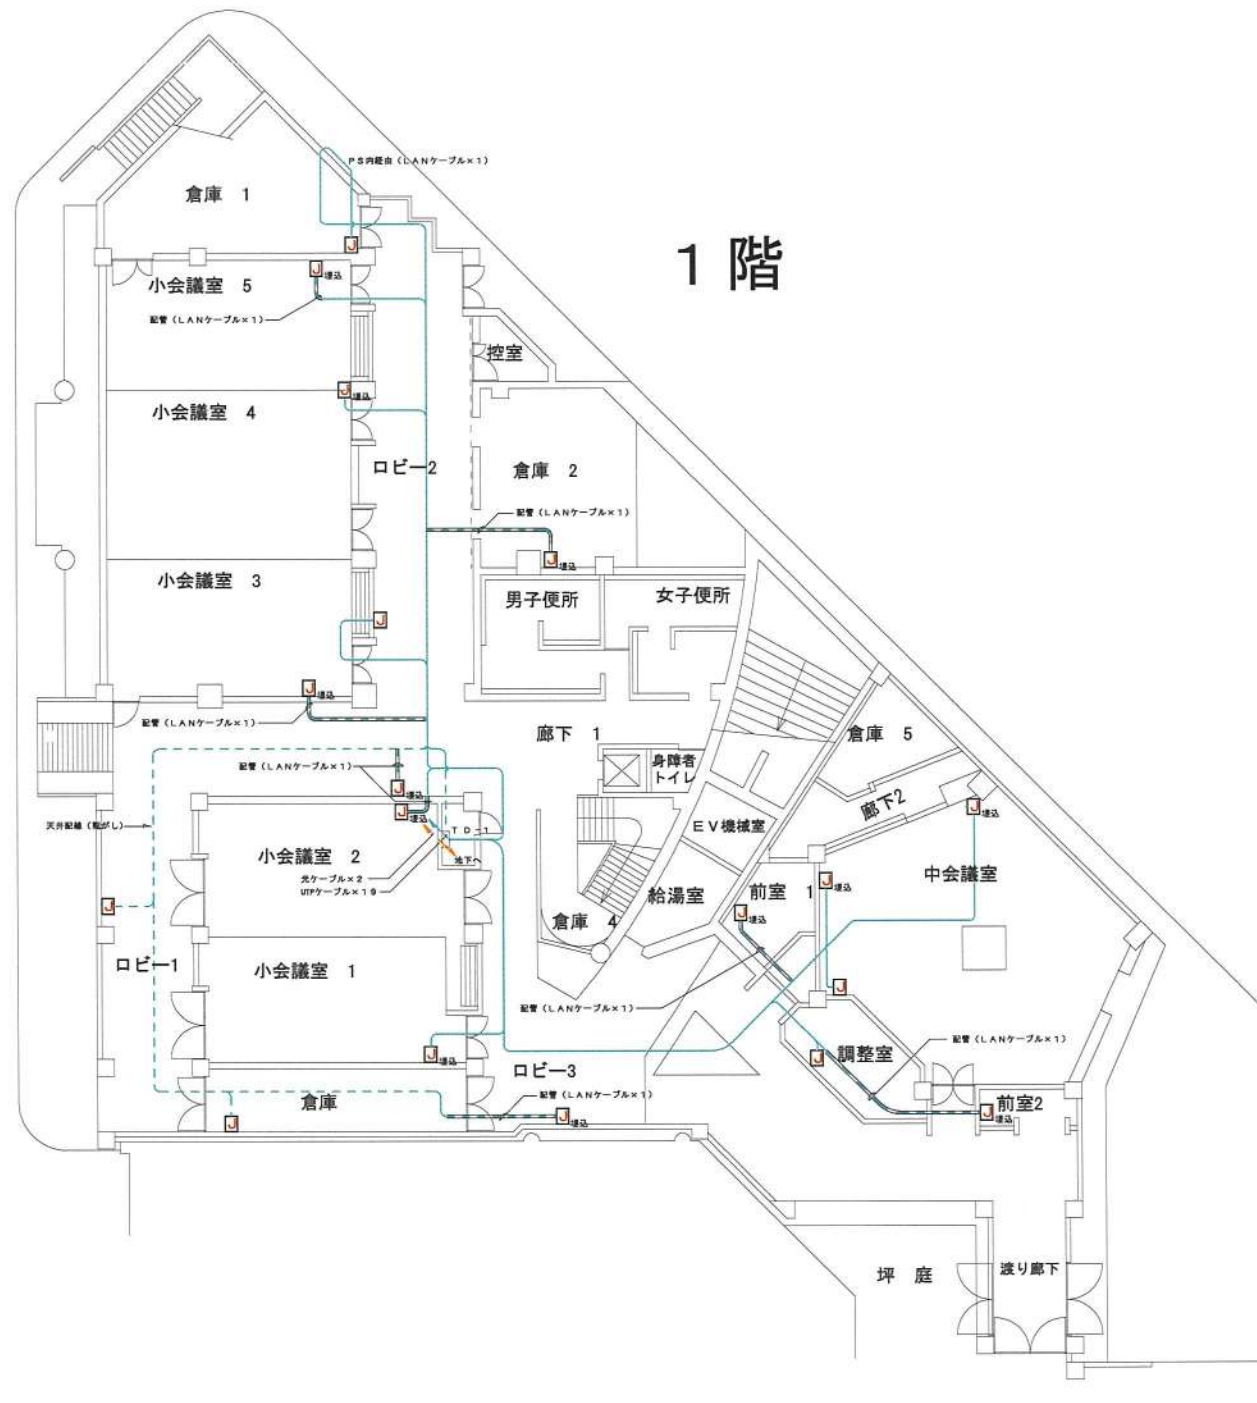 PS内経由(LANケーブル×1)
倉庫 1
J
1階
J 埋込
小会議室 5
配管(LANケーブル×1)
控室
J 埋込
小会議室 4
ロビー2
倉庫 2
配管(LANケーブル×1)
J 埋込
小会議室 3
男子便所
女子便所
J
J 埋込
配管(LANケーブル×1)
廊下 1
倉庫 5
身障者
トイレ
配管(LANケーブル×1)
J 埋込
廊下2
J 埋込
J 埋込
天井配線(転がし)
TD-1
EV機械室
小会議室 2
地下へ
光ケーブル×2
UTPケーブル×19
中会議室
J 埋込
前室 1
給湯室
J
J 埋込
倉庫 4
ロビー1
小会議室 1
J
配管(LANケーブル×1)
配管(LANケーブル×1)
J 埋込
J
調整室
ロビー3
配管(LANケーブル×1)
倉庫
前室2
J 埋込
J
J 埋込
坪 庭
渡り廊下